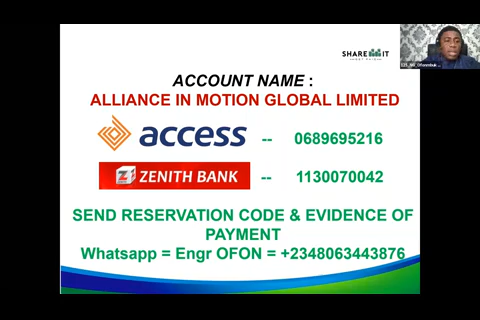 SHARE IT
ACCOUNT NAME :
ALLIANCE IN MOTION GLOBAL LIMITED
access -- 0689695216
Z ZENITH BANK -- 1130070042
SEND RESERVATION CODE & EVIDENCE OF
PAYMENT
Whatsapp = Engr OFON = +2348063443876